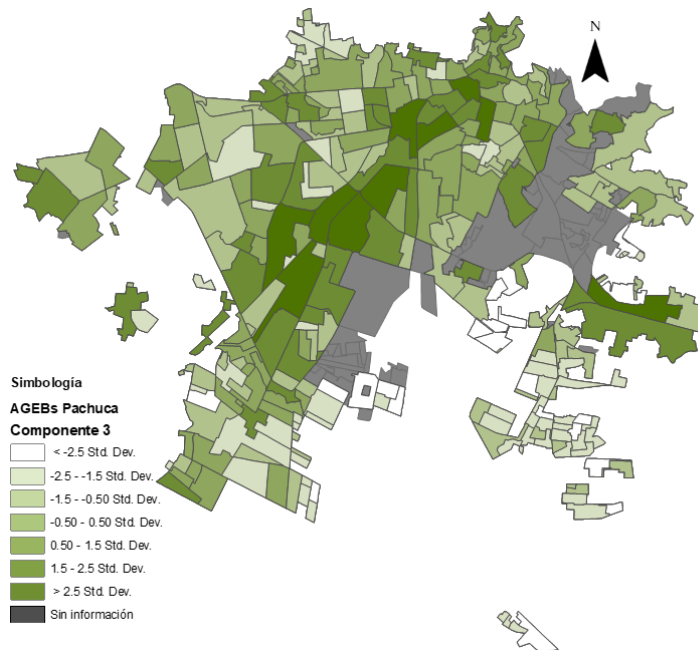 N
Simbología
AGEBs Pachuca
Componente 3
< -2.5 Std. Dev.
-2.5 - -1.5 Std. Dev.
-1.5 - -0.50 Std. Dev.
-0.50 - 0.50 Std. Dev.
0.50 - 1.5 Std. Dev.
1.5 - 2.5 Std. Dev.
> 2.5 Std. Dev.
Sin información